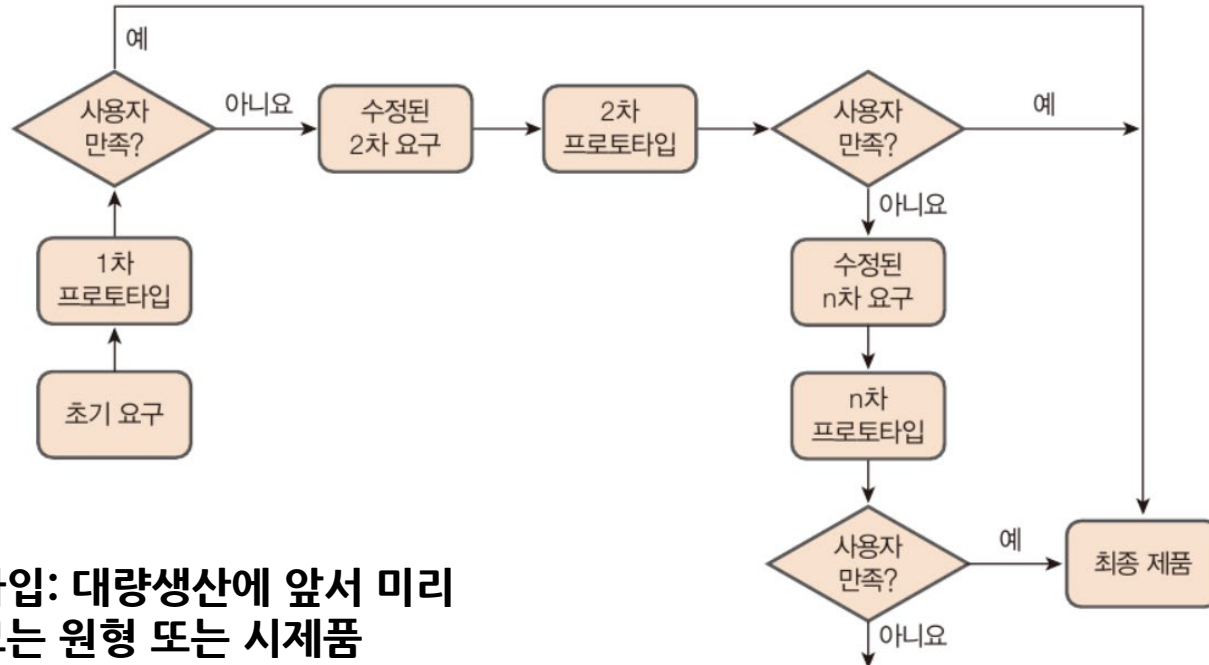 예
사용자
만족?
아니요
수정된
2차 요구
2차
프로토타입
사용자
만족?
예
아니요
1차
프로토타입
수정된
n차 요구
초기 요구
n차
프로토타입
사용자
만족?
예
최종 제품
아니요
타입: 대량생산에 앞서 미리
보는 원형 또는 시제품